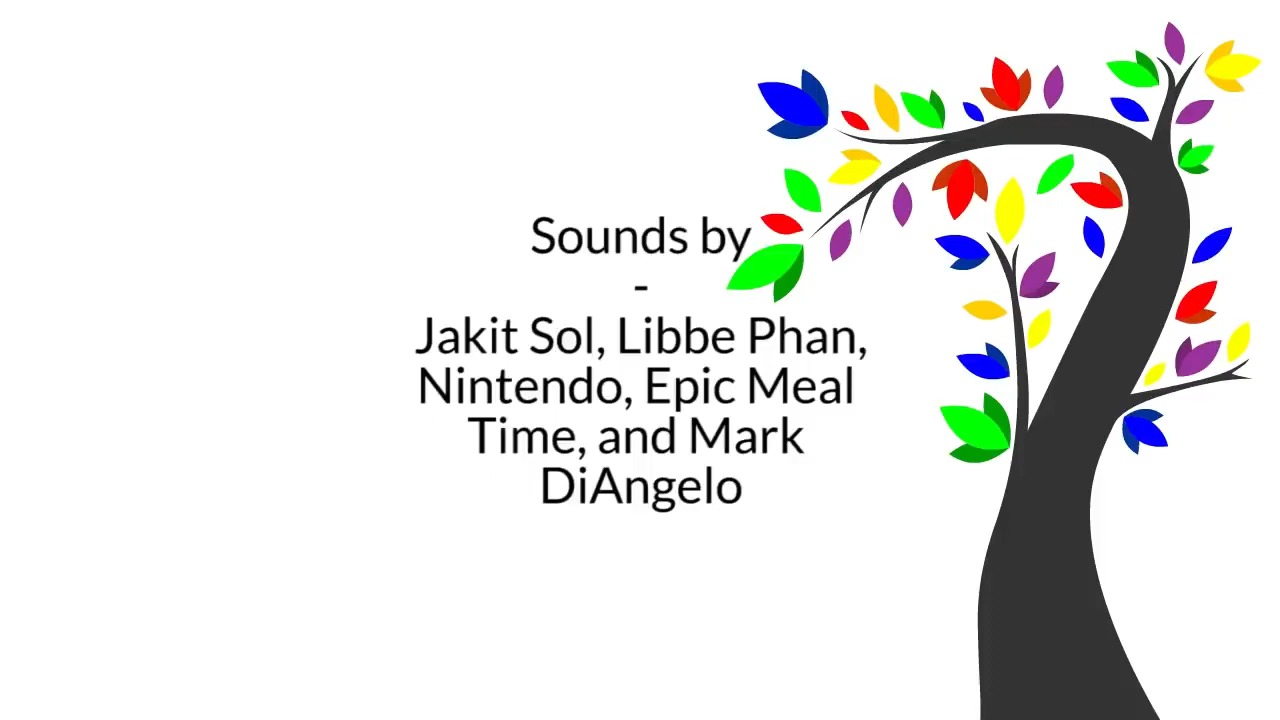 Sounds by
-
Jakit Sol, Libbe Phan,
Nintendo, Epic Meal
Time, and Mark
DiAngelo